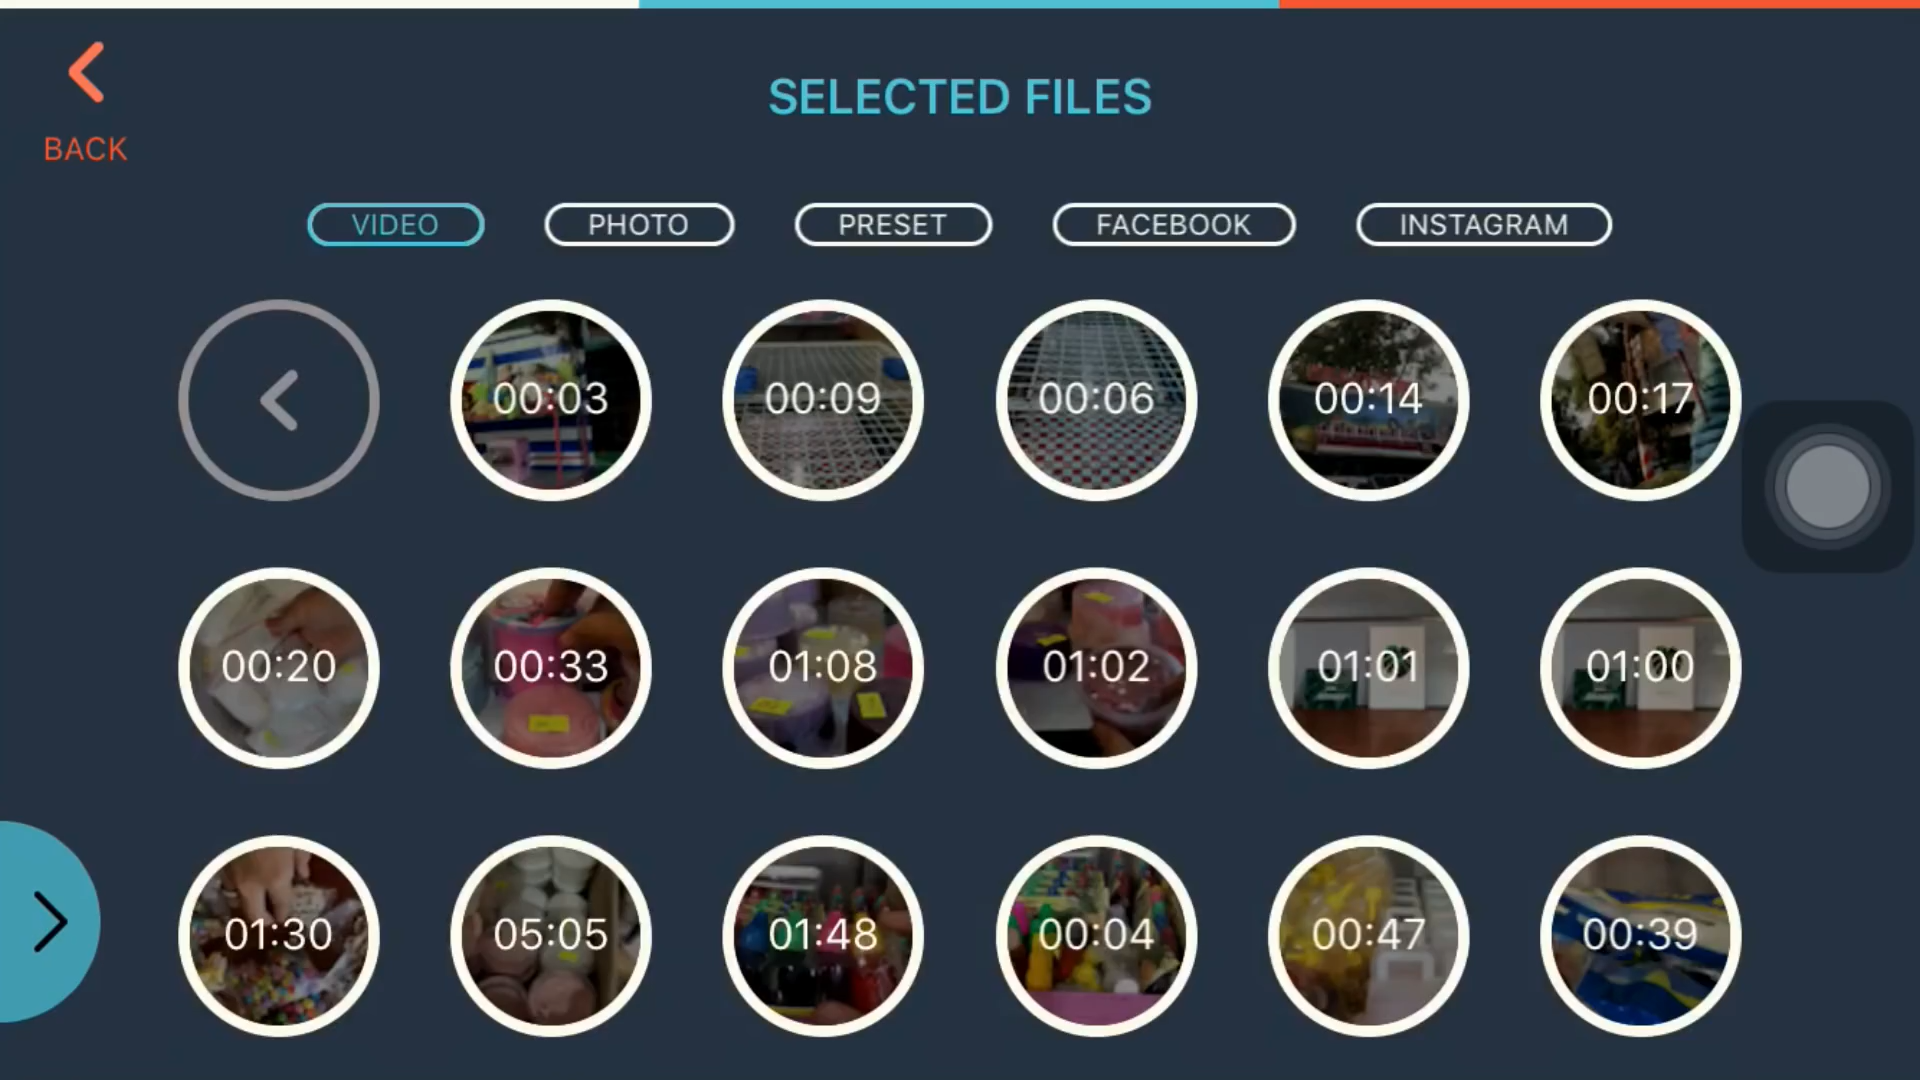 SELECTED FILES
BACK
VIDEO PHOTO PRESET FACEBOOK INSTAGRAM
00:03 00:09 00:06 00:14 00:17
00:20 00:33 01:08 01:02 01:01 01:00
01:30 05:05 01:48 00:04 00:47 00:39